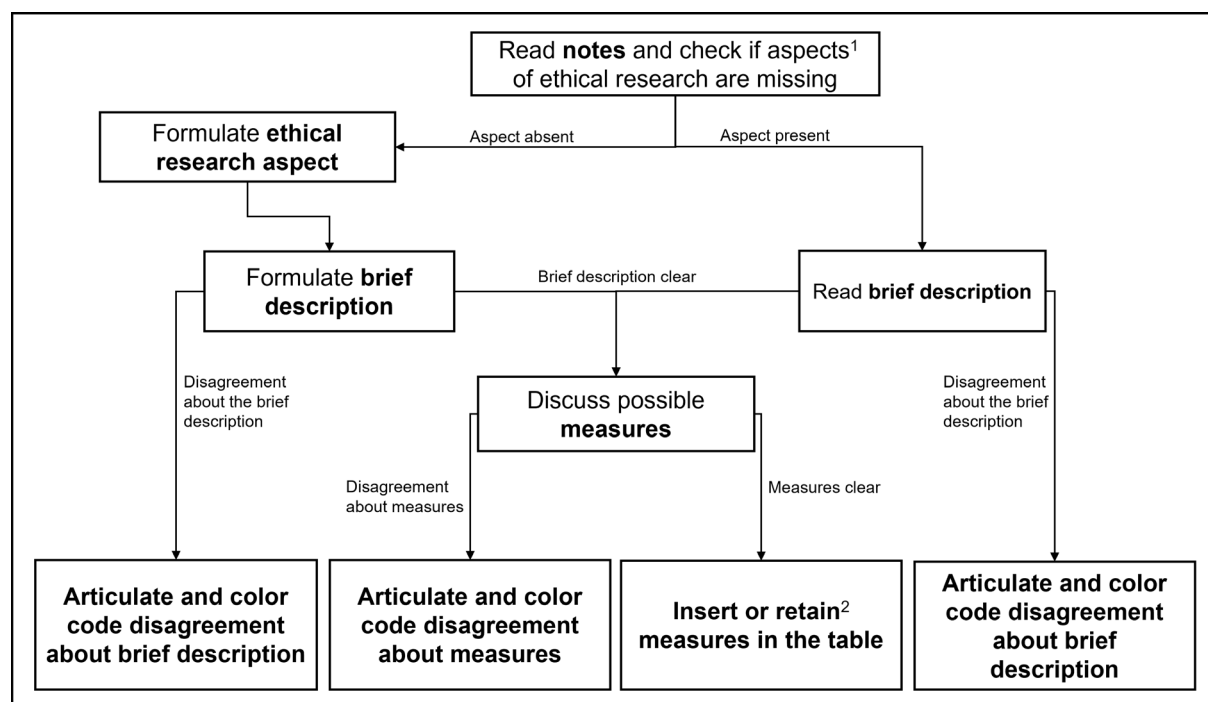 Read notes and check if aspects¹
of ethical research are missing
Formulate ethical
research aspect
Aspect absent
Aspect present
Formulate brief
description
Brief description clear
Read brief description
Disagreement
about the brief
description
Discuss possible
measures
Disagreement
about the brief
description
Disagreement
about measures
Measures clear
Articulate and color
code disagreement
about brief description
Articulate and color
code disagreement
about measures
Insert or retain²
measures in the table
Articulate and color
code disagreement
about brief
description